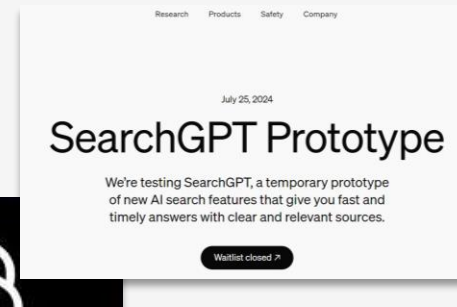 Research Products Safety Company
July 25, 2024
SearchGPT Prototype
We're testing SearchGPT, a temporary prototype
of new AI search features that give you fast and
timely answers with clear and relevant sources.
Waitlist closed ↗